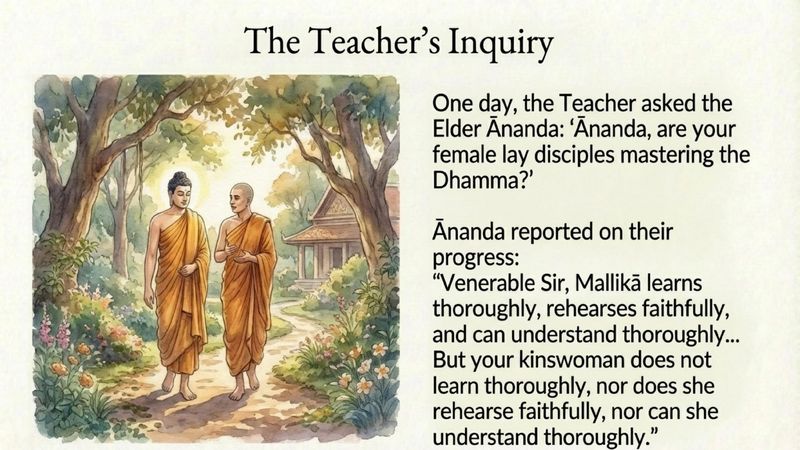 The Teacher’s Inquiry
One day, the Teacher asked the
Elder Ānanda: ‘Ānanda, are your
female lay disciples mastering the
Dhamma?’
Ānanda reported on their
progress:
“Venerable Sir, Mallikā learns
thoroughly, rehearses faithfully,
and can understand thoroughly...
But your kinswoman does not
learn thoroughly, nor does she
rehearse faithfully, nor can she
understand thoroughly.”